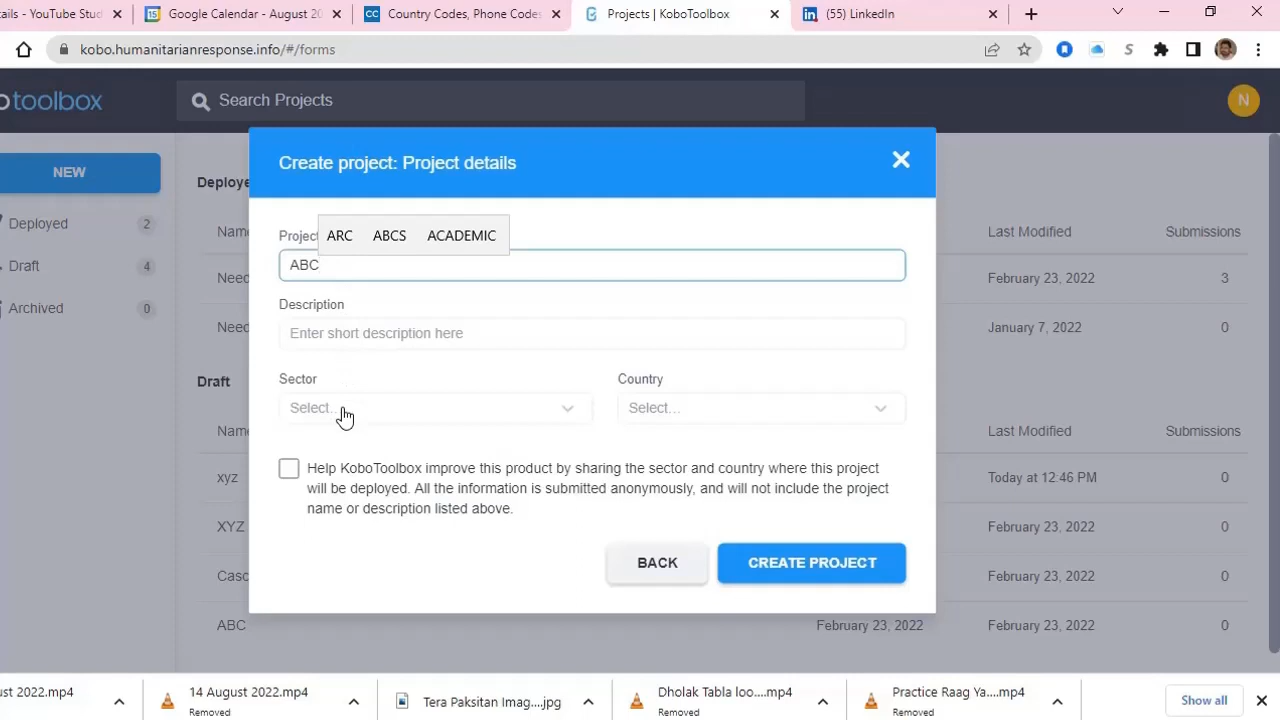 etails - YouTube Stud
Google Calendar - August 20
Country Codes, Phone Codes
Projects | KoboToolbox
(55) LinkedIn
kobo.humanitarianresponse.info/#/forms
toolbox
Search Projects
N
NEW
Deployed 2
Draft 4
Archived 0
Deploye
Name
Last Modified
Submissions
Need
February 23, 2022
3
Need
January 7, 2022
0
Draft
Name
Last Modified
Submissions
xyz
Today at 12:46 PM
0
XYZ
February 23, 2022
0
Casc
February 23, 2022
0
ABC
February 23, 2022
February 23, 2022
0
Create project: Project details
Project
ARC ABCS ACADEMIC
ABC
Description
Enter short description here
Sector
Country
Select...
Select...
Help KoboToolbox improve this product by sharing the sector and country where this project
will be deployed. All the information is submitted anonymously, and will not include the project
name or description listed above.
BACK
CREATE PROJECT
ust 2022.mp4
14 August 2022.mp4
Removed
Tera Paksitan Imag....jpg
Dholak Tabla loo....mp4
Removed
Practice Raag Ya....mp4
Removed
Show all